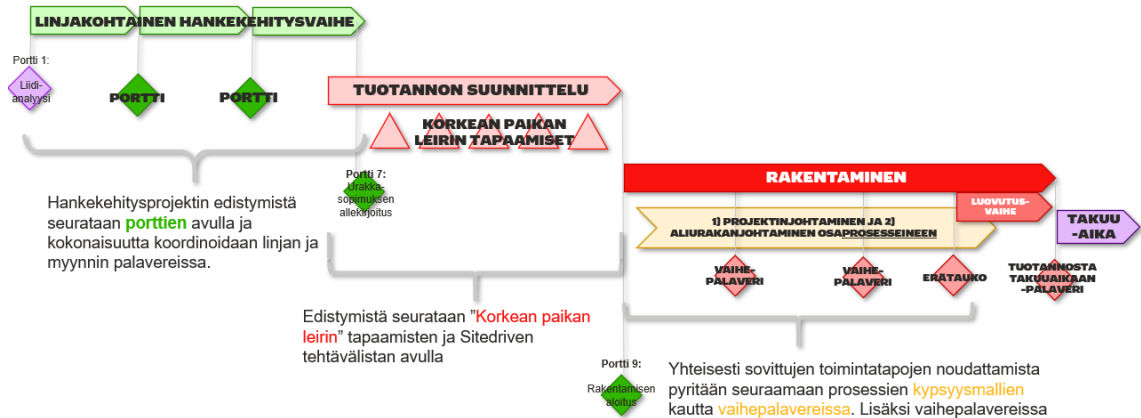 LINJAKOHTAINEN HANKEKEHITYSVAIHE
Portti 1:
Liidi-
analyysi
PORTTI
PORTTI
TUOTANNON SUUNNITTELU
KORKEAN PAIKAN
LEIRIN TAPAAMISET
Portti 7:
Urakka-
sopimuksen
allekirjoitus
Hankekehitysprojektin edistymistä
seurataan porttien avulla ja
kokonaisuutta koordinoidaan linjan ja
myynnin palavereissa.
RAKENTAMINEN
LUOVUTUS-
VAIHE
1) PROJEKTINJOHTAMINEN JA 2)
ALIURAKANJOHTAMINEN OSAPROSESSEINEEN
TAKUU
-AIKA
VAIHE-
PALAVERI
VAIHE-
PALAVERI
ERÄTAUKO
TUOTANNOSTA
TAKUUAIKAAN
-PALAVERI
Edistymistä seurataan ”Korkean paikan
leirin” tapaamisten ja Sitedriven
tehtävälistan avulla
Portti 9:
Rakentamisen
aloitus
Yhteisesti sovittujen toimintatapojen noudattamista
pyritään seuraamaan prosessien kypsyysmallien
kautta vaihepalavereissa. Lisäksi vaihepalavereissa